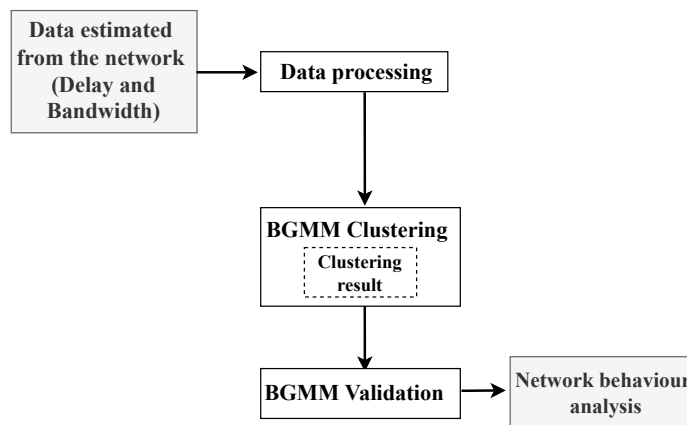 Data estimated
from the network
(Delay and
Bandwidth)
Data processing
BGMM Clustering
Clustering
result
BGMM Validation
Network behaviour
analysis